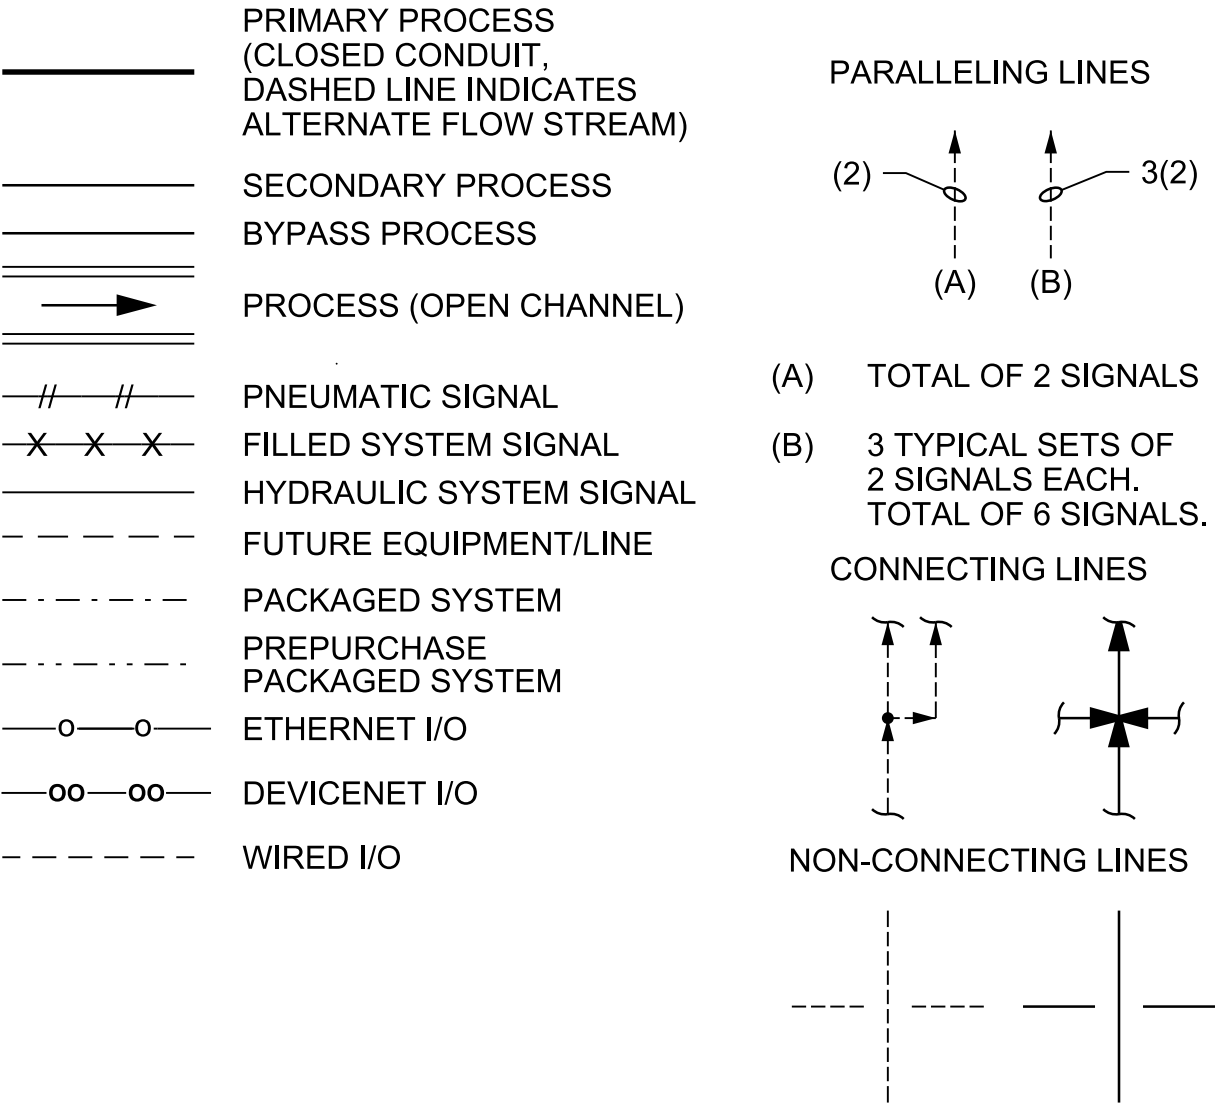 PRIMARY PROCESS
(CLOSED CONDUIT,
DASHED LINE INDICATES
ALTERNATE FLOW STREAM)
SECONDARY PROCESS
BYPASS PROCESS
PROCESS (OPEN CHANNEL)
PNEUMATIC SIGNAL
X X X FILLED SYSTEM SIGNAL
HYDRAULIC SYSTEM SIGNAL
FUTURE EQUIPMENT/LINE
PACKAGED SYSTEM
PREPURCHASE
PACKAGED SYSTEM
O O ETHERNET I/O
OO OO DEVICENET I/O
WIRED I/O
PARALLELING LINES
(2) 3(2)
(A) (B)
(A) TOTAL OF 2 SIGNALS
(B) 3 TYPICAL SETS OF
2 SIGNALS EACH.
TOTAL OF 6 SIGNALS.
CONNECTING LINES
NON-CONNECTING LINES